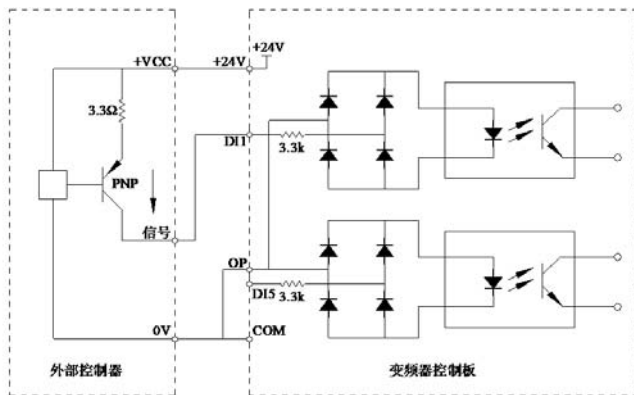 +24V
+VCC
+24V
3.3Ω
DI1
3.3k
PNP
信号
OP
DI5
3.3k
0V
COM
外部控制器
变频器控制板